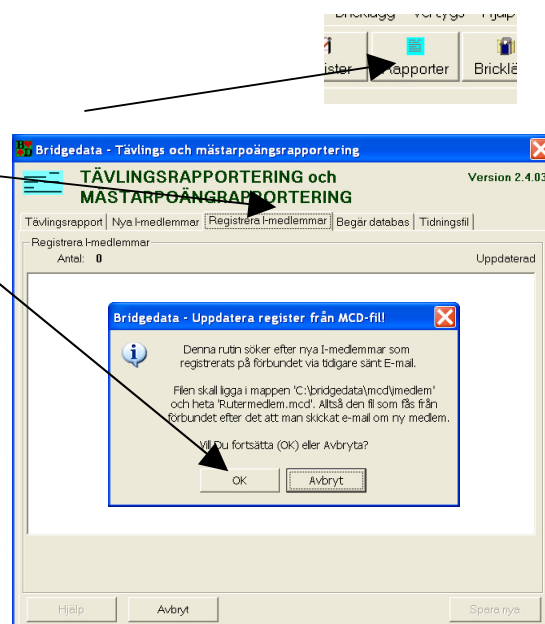 Rapporter
Bridgedata - Tävlings och mästarpoängsrapportering
TÄVLINGSRAPPORTERING och
MÄSTARPOÄNGRAPPORTERING
Version 2.4.03
Tävlingsrapport Nya I-medlemmar Registrera I-medlemmar Begär databas Tidningsfil
Registrera I-medlemmar
Antal: 0 Uppdaterad
Bridgedata - Uppdatera register från MCD-fil!
Denna rutin söker efter nya I-medlemmar som
registrerats på förbundet via tidigare sänt E-mail.
Filen skall ligga i mappen 'C:\bridgedata\mcd\imedlem'
och heta 'Rutermedlem.mcd'. Alltså den fil som fås från
förbundet efter det att man skickat e-mail om ny medlem.
Vill Du fortsätta (OK) eller Avbryta?
OK Avbryt
Hjälp Avbryt Spara nya